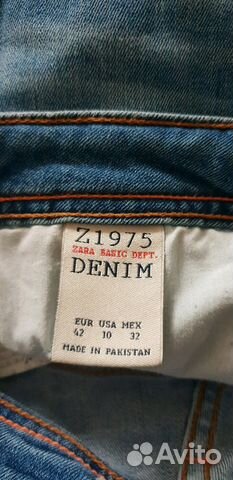 Z1975
ZARA BASIC DEPT.
DENIM
EUR USA MEX
42 10 32
MADE IN PAKISTAN
Avito